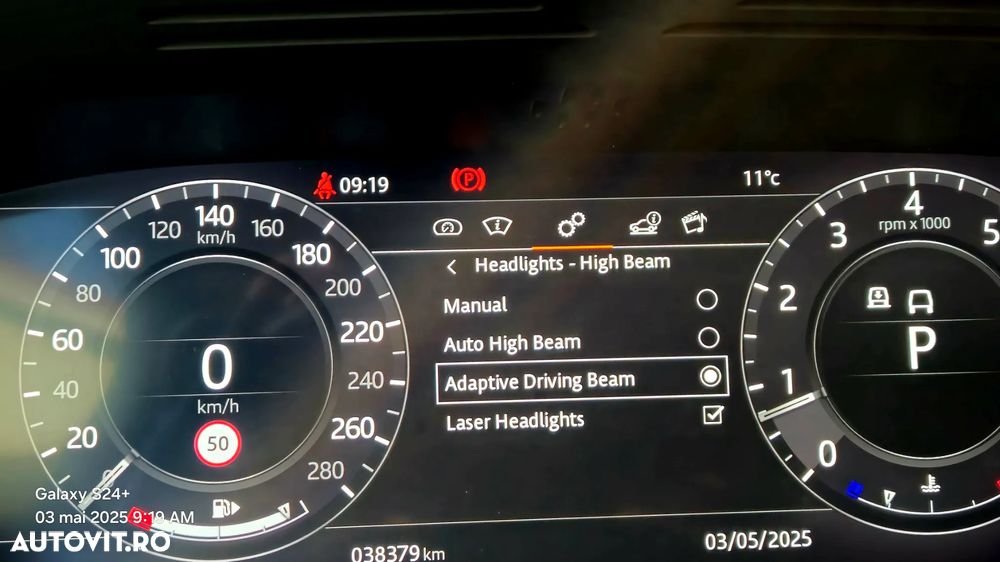 09:19
11°c
20
40
60
80
100
120
140
km/h
160
180
200
220
240
260
280
0
km/h
50
Headlights - High Beam
Manual
Auto High Beam
Adaptive Driving Beam
Laser Headlights
rpm x 1000
0
1
2
3
4
5
P
038379 km
03/05/2025
Galaxy S24+
03 mai 2025 9:19 AM
AUTOVIT.RO